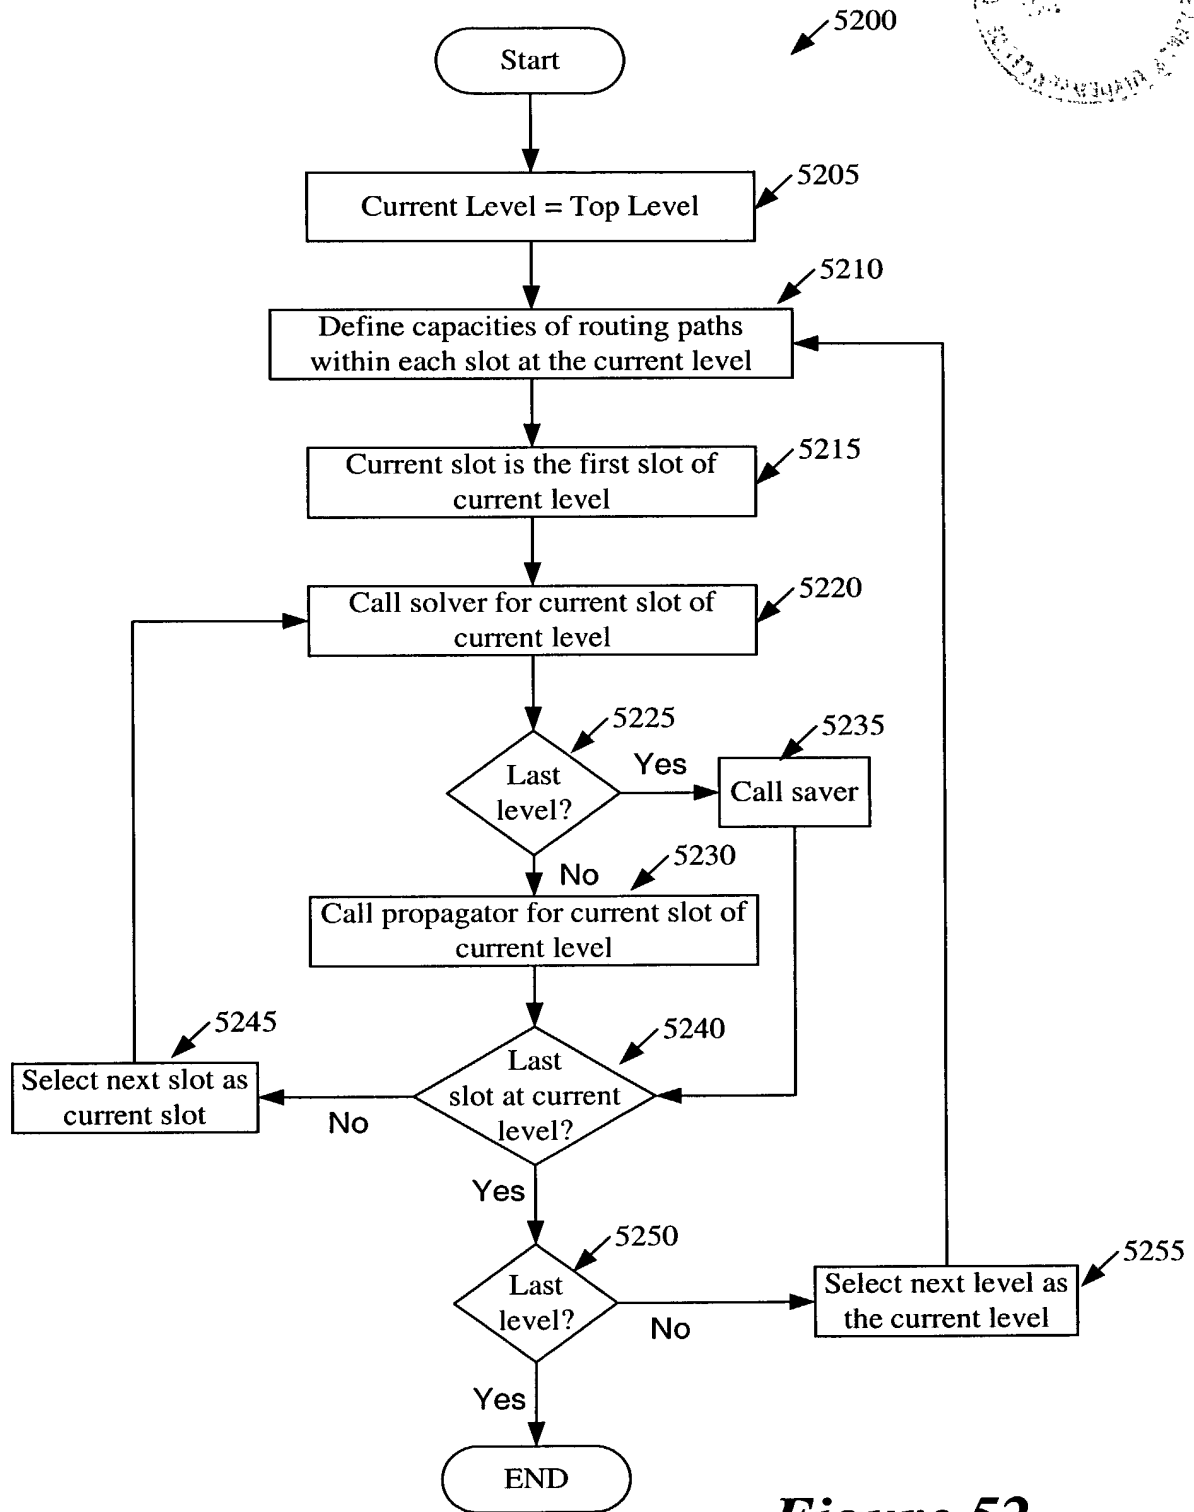 5200
Start
5205
Current Level = Top Level
5210
Define capacities of routing paths
within each slot at the current level
5215
Current slot is the first slot of
current level
5220
Call solver for current slot of
current level
5225
5235
Last
level?
Yes
Call saver
5230
No
Call propagator for current slot of
current level
5245
5240
Select next slot as
current slot
No
Last
slot at current
level?
Yes
5250
5255
Last
level?
No
Select next level as
the current level
Yes
END
Figure 52